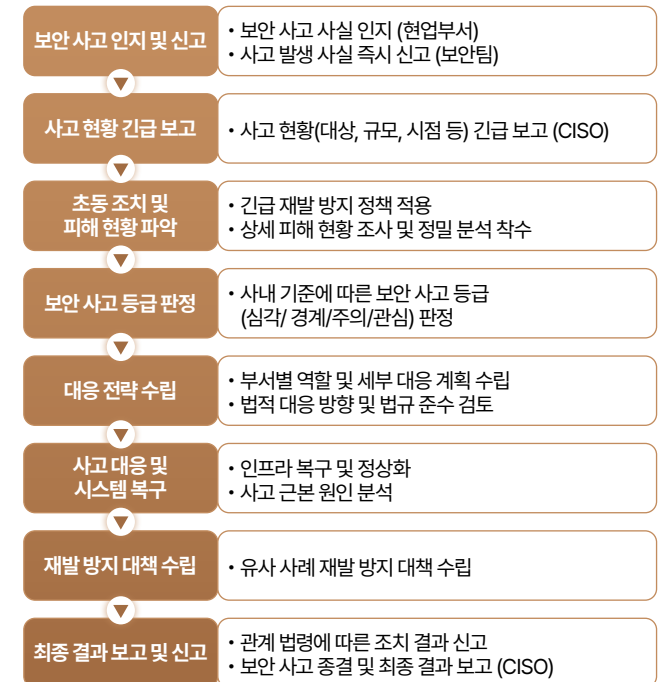 보안 사고 인지 및 신고
• 보안 사고 사실 인지 (현업부서)
• 사고 발생 사실 즉시 신고 (보안팀)
사고 현황 긴급 보고
• 사고 현황(대상, 규모, 시점 등) 긴급 보고 (CISO)
초동 조치 및
피해 현황 파악
• 긴급 재발 방지 정책 적용
• 상세 피해 현황 조사 및 정밀 분석 착수
보안 사고 등급 판정
• 사내 기준에 따른 보안 사고 등급
(심각/ 경계/주의/관심) 판정
대응 전략 수립
• 부서별 역할 및 세부 대응 계획 수립
• 법적 대응 방향 및 법규 준수 검토
사고 대응 및
시스템 복구
• 인프라 복구 및 정상화
• 사고 근본 원인 분석
재발 방지 대책 수립
• 유사 사례 재발 방지 대책 수립
최종 결과 보고 및 신고
• 관계 법령에 따른 조치 결과 신고
• 보안 사고 종결 및 최종 결과 보고 (CISO)